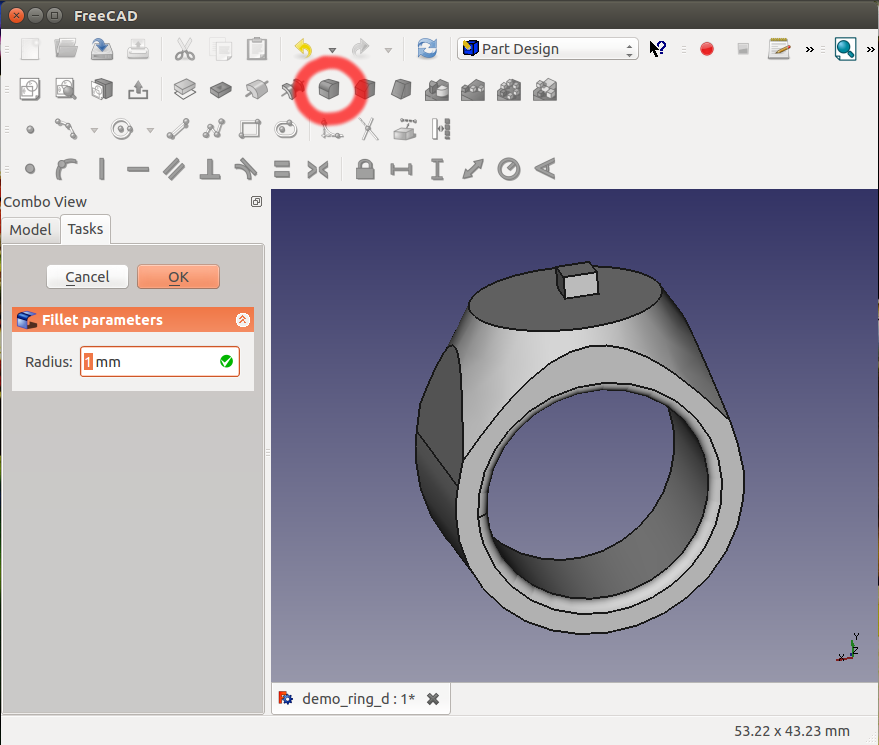 FreeCAD
Part Design
Combo View
Model
Tasks
Cancel
OK
Fillet parameters
Radius:
1 mm
Y
Z
X
demo_ring_d : 1*
53.22 x 43.23 mm